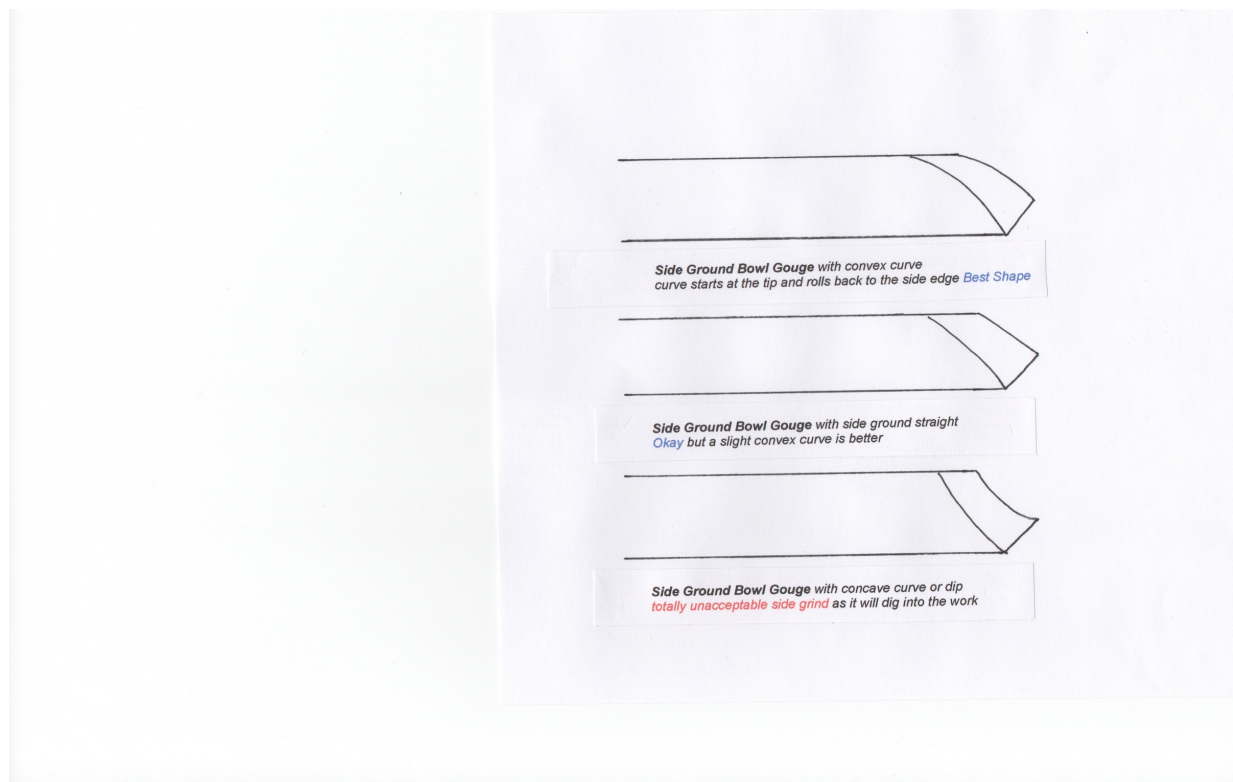 Side Ground Bowl Gouge with convex curve
curve starts at the tip and rolls back to the side edge Best Shape
Side Ground Bowl Gouge with side ground straight
Okay but a slight convex curve is better
Side Ground Bowl Gouge with concave curve or dip
totally unacceptable side grind as it will dig into the work